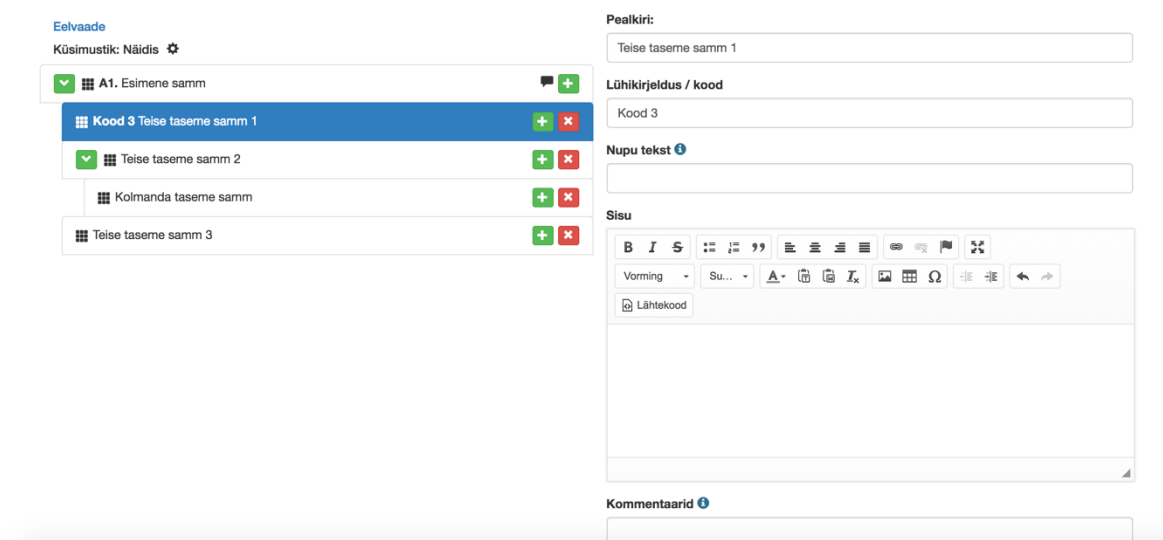 Eelvaade
Küsimustik: Näidis
A1. Esimene samm
Kood 3 Teise taseme samm 1
Teise taseme samm 2
Kolmanda taseme samm
Teise taseme samm 3
Pealkiri:
Teise taseme samm 1
Lühikirjeldus / kood
Kood 3
Nupu tekst
Sisu
Vorming
Su...
Lähtekood
Kommentaarid